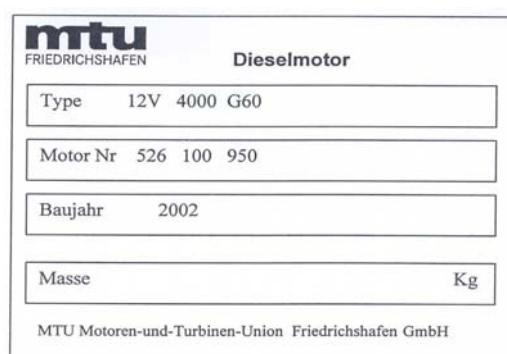 mtu
FRIEDRICHSHAFEN
Dieselmotor
Type 12V 4000 G60
Motor Nr 526 100 950
Baujahr 2002
Masse Kg
MTU Motoren-und-Turbinen-Union Friedrichshafen GmbH